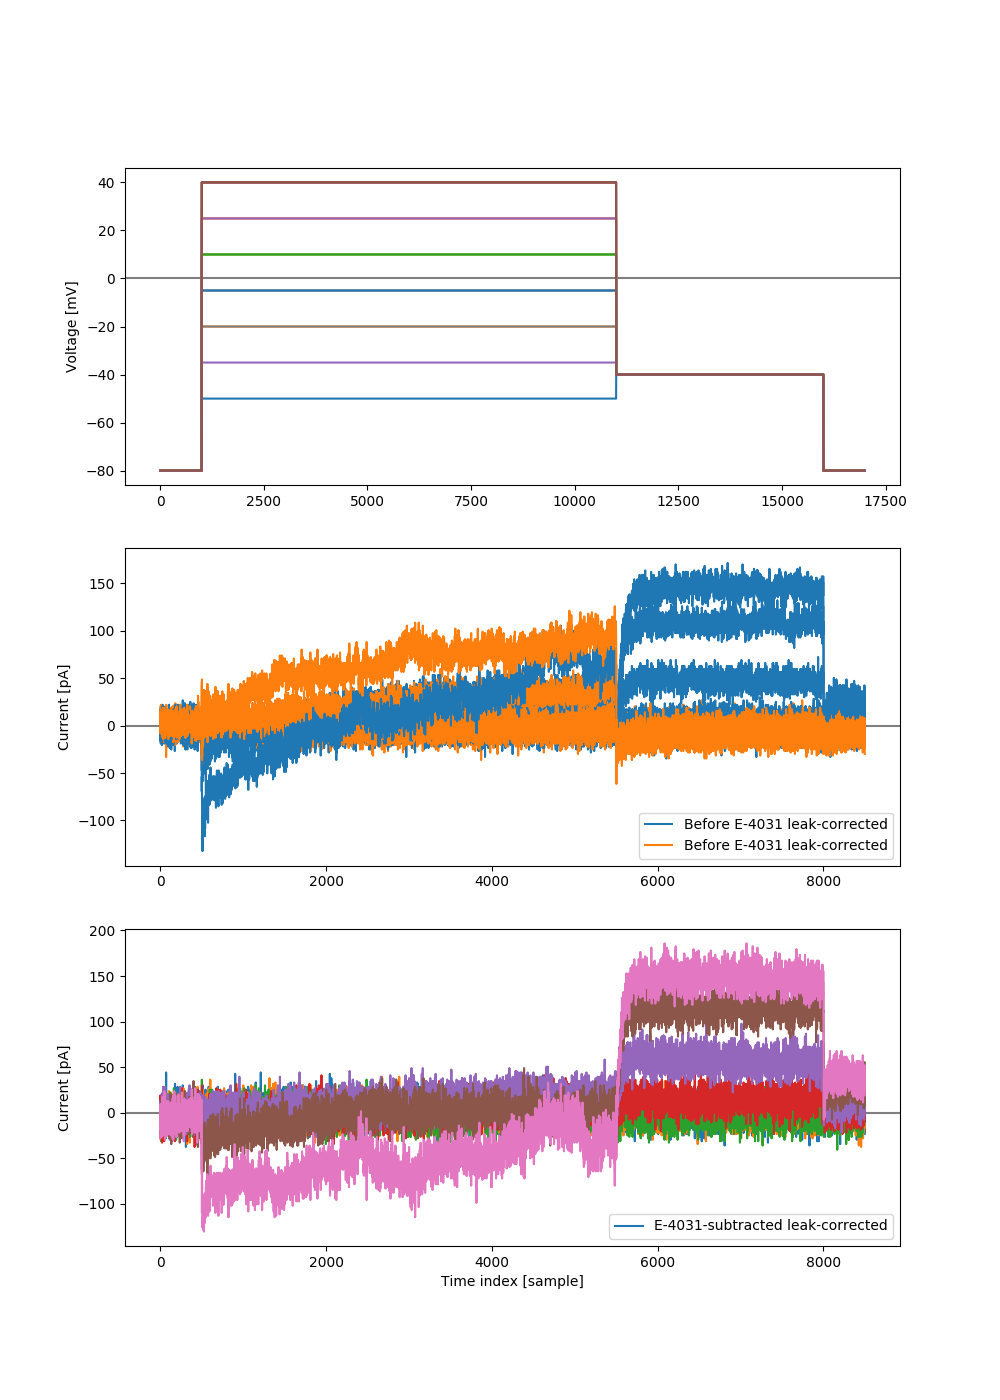 40
20
0
−20
−40
−60
−80
Voltage [mV]
0 2500 5000 7500 10000 12500 15000 17500
150
100
50
0
−50
−100
Current [pA]
Before E-4031 leak-corrected
Before E-4031 leak-corrected
0 2000 4000 6000 8000
200
150
100
50
0
−50
−100
Current [pA]
E-4031-subtracted leak-corrected
0 2000 4000 6000 8000
Time index [sample]